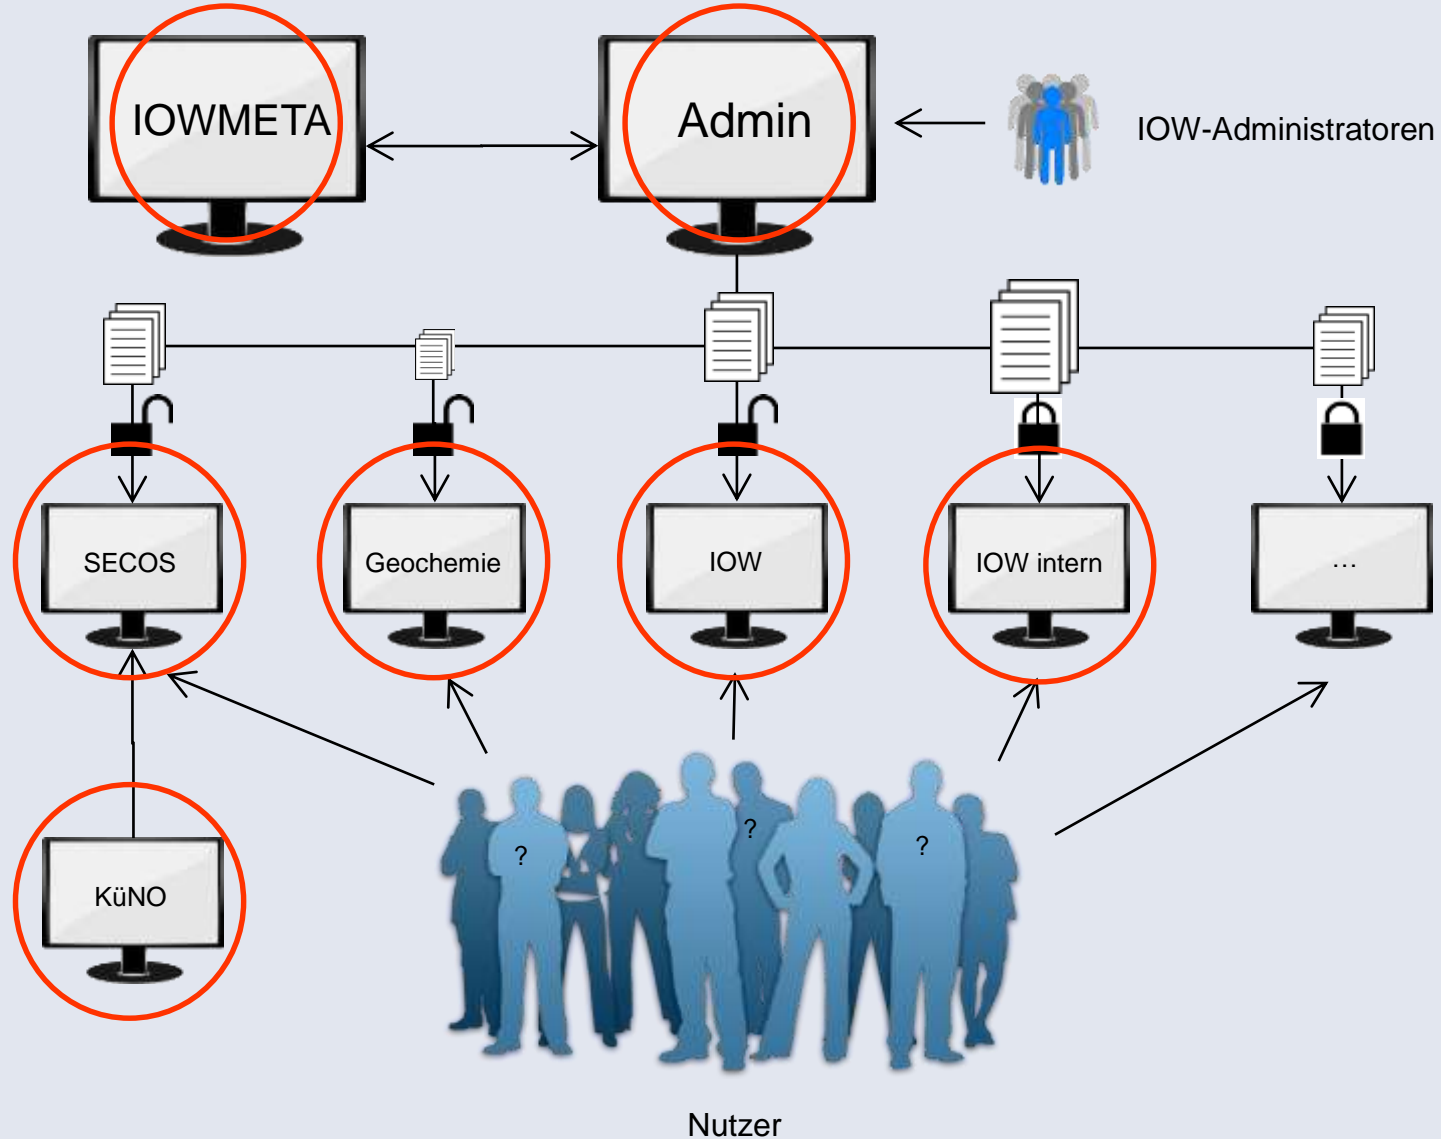 IOWMETA
Admin
IOW-Administratoren
SECOS
Geochemie
IOW
IOW intern
...
KüNO
?
?
?
Nutzer